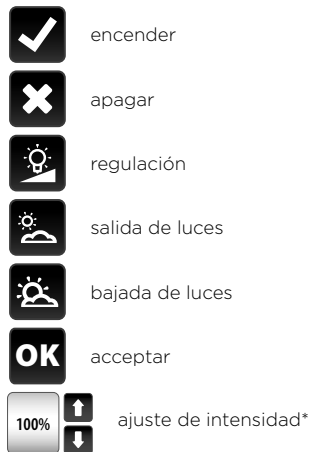 encender
apagar
regulación
salida de luces
bajada de luces
OK acceptar
100% ajuste de intensidad*